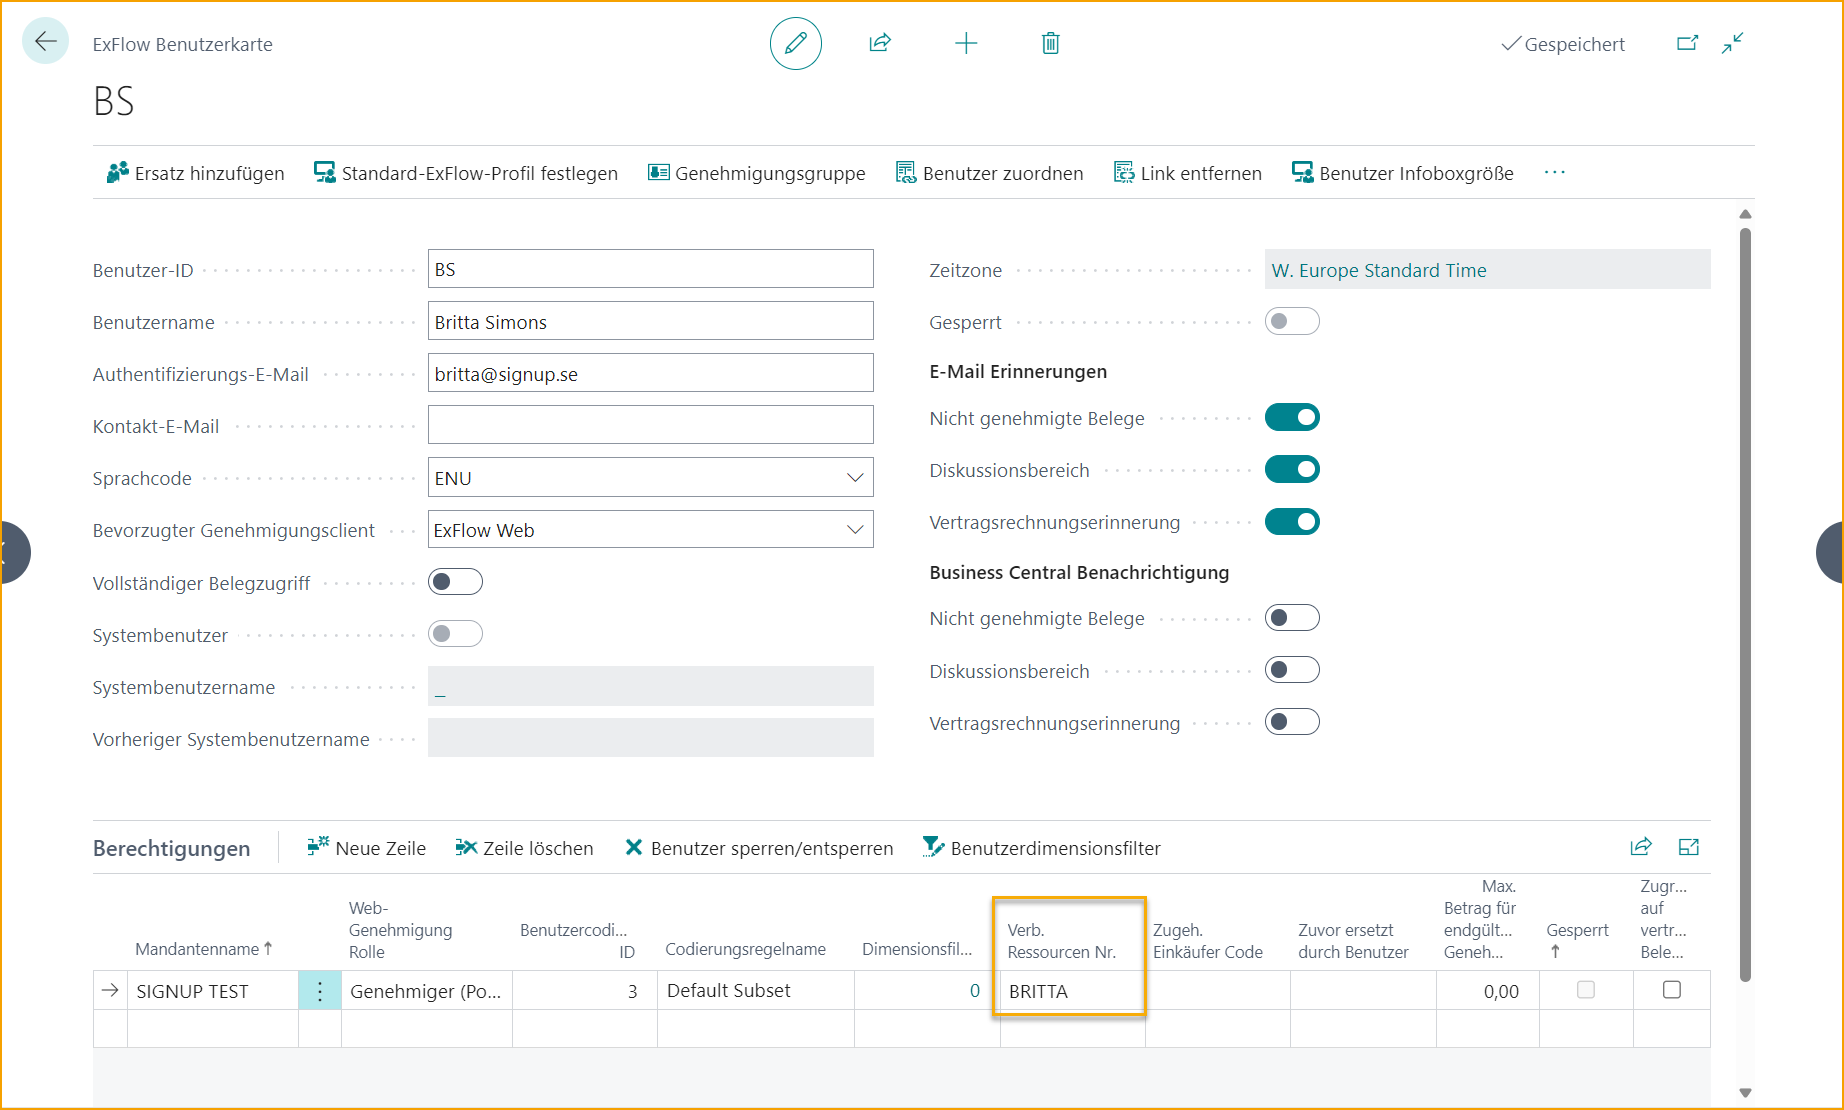 ExFlow Benutzerkarte
Gespeichert
BS
Ersatz hinzufügen
Standard-ExFlow-Profil festlegen
Genehmigungsgruppe
Benutzer zuordnen
Link entfernen
Benutzer Infoboxgröße
...
Benutzer-ID
BS
Benutzername
Britta Simons
Authentifizierungs-E-Mail
britta@signup.se
Kontakt-E-Mail
Sprachcode
ENU
Bevorzugter Genehmigungsclient
ExFlow Web
Vollständiger Belegzugriff
Systembenutzer
Systembenutzername
_
Vorheriger Systembenutzername
Zeitzone
W. Europe Standard Time
Gesperrt
E-Mail Erinnerungen
Nicht genehmigte Belege
Diskussionsbereich
Vertragsrechnungserinnerung
Business Central Benachrichtigung
Nicht genehmigte Belege
Diskussionsbereich
Vertragsrechnungserinnerung
Berechtigungen
Neue Zeile
Zeile löschen
Benutzer sperren/entsperren
Benutzerdimensionsfilter
Mandantenname ↑
Web-
Genehmigung
Rolle
Benutzercodi...
ID
Codierungsregelname
Dimensionsfil...
Verb.
Ressourcen Nr.
Zugeh.
Einkäufer Code
Zuvor ersetzt
durch Benutzer
Max.
Betrag für
endgült...
Geneh...
Gesperrt
↑
Zugr...
auf
vertr...
Bele...
SIGNUP TEST
Genehmiger (Po...
3
Default Subset
0
BRITTA
0,00